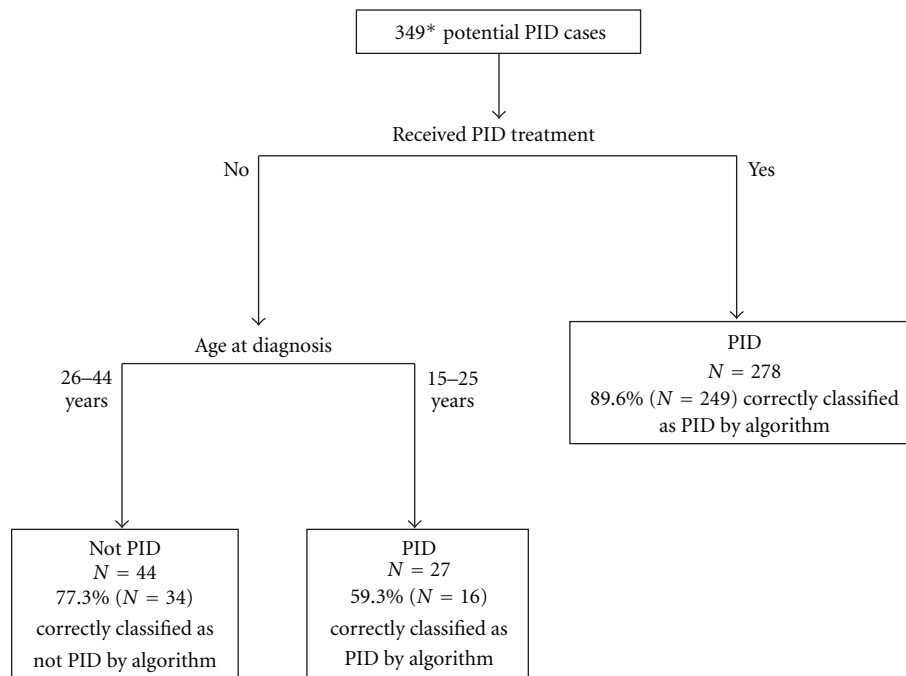 349* potential PID cases
Received PID treatment
No
Yes
Age at diagnosis
26–44
years
15–25
years
PID
N = 278
89.6% (N = 249) correctly classified
as PID by algorithm
Not PID
N = 44
77.3% (N = 34)
correctly classified as
not PID by algorithm
PID
N = 27
59.3% (N = 16)
correctly classified as
PID by algorithm